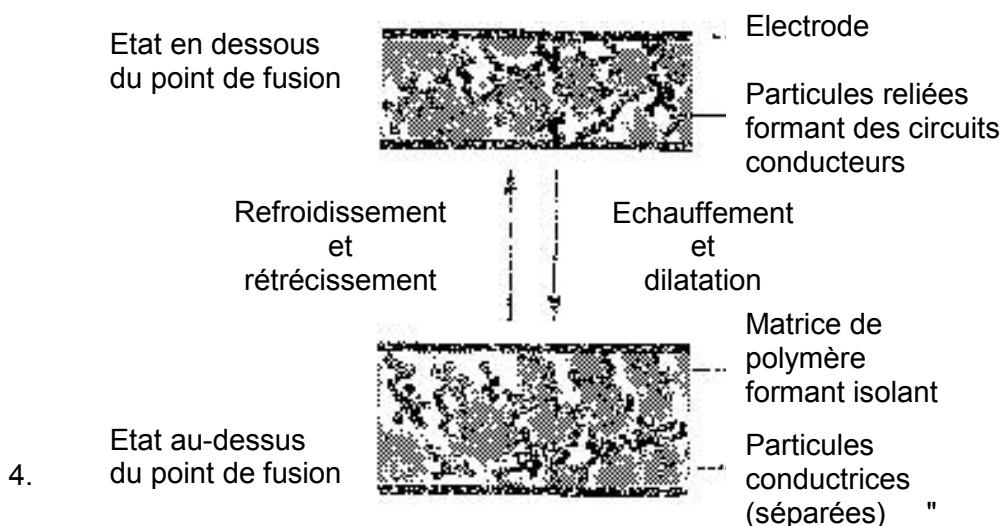 Etat en dessous
du point de fusion
Electrode
Particules reliées
formant des circuits
conducteurs
Refroidissement
et
rétrécissement
Echauffement
et
dilatation
Matrice de
polymère
formant isolant
4.
Etat au-dessus
du point de fusion
Particules
conductrices
(séparées) "